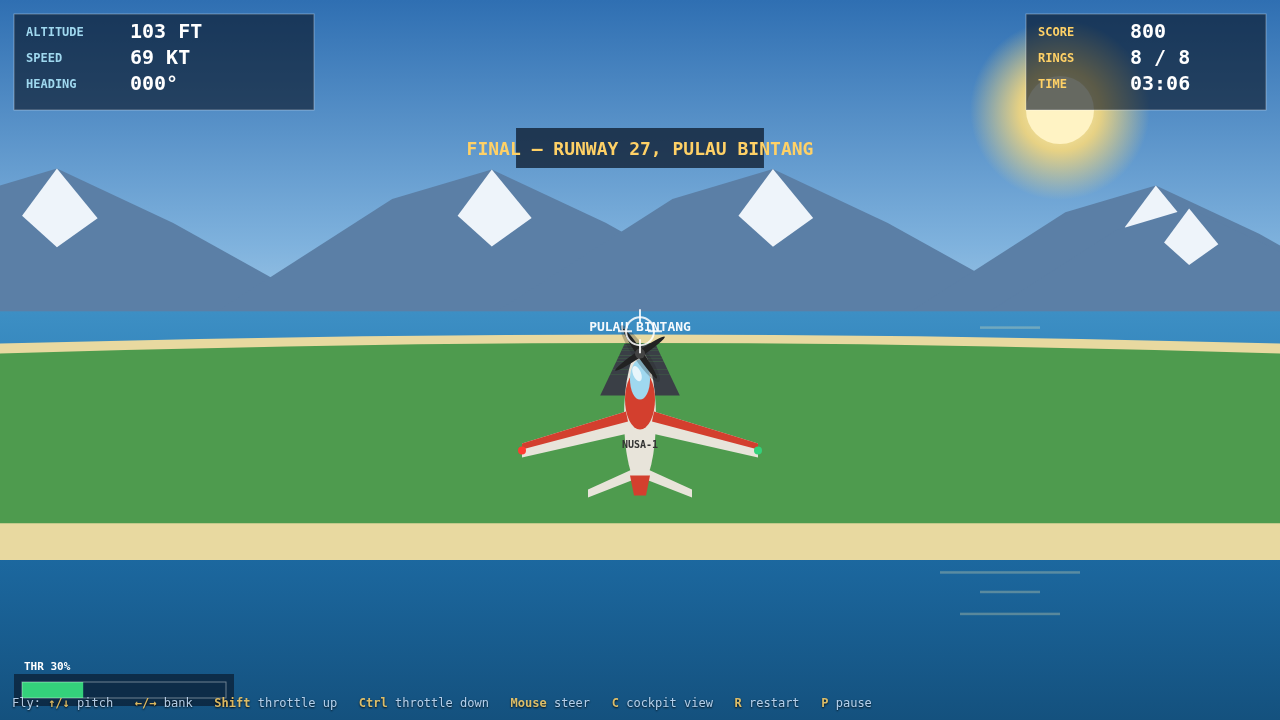 ALTITUDE 103 FT
SPEED 69 KT
HEADING 000°
SCORE 800
RINGS 8 / 8
TIME 03:06
FINAL — RUNWAY 27, PULAU BINTANG
PULAU BINTANG
NUSA-1
THR 30%
Fly: ↑/↓ pitch ←/→ bank Shift throttle up Ctrl throttle down Mouse steer C cockpit view R restart P pause